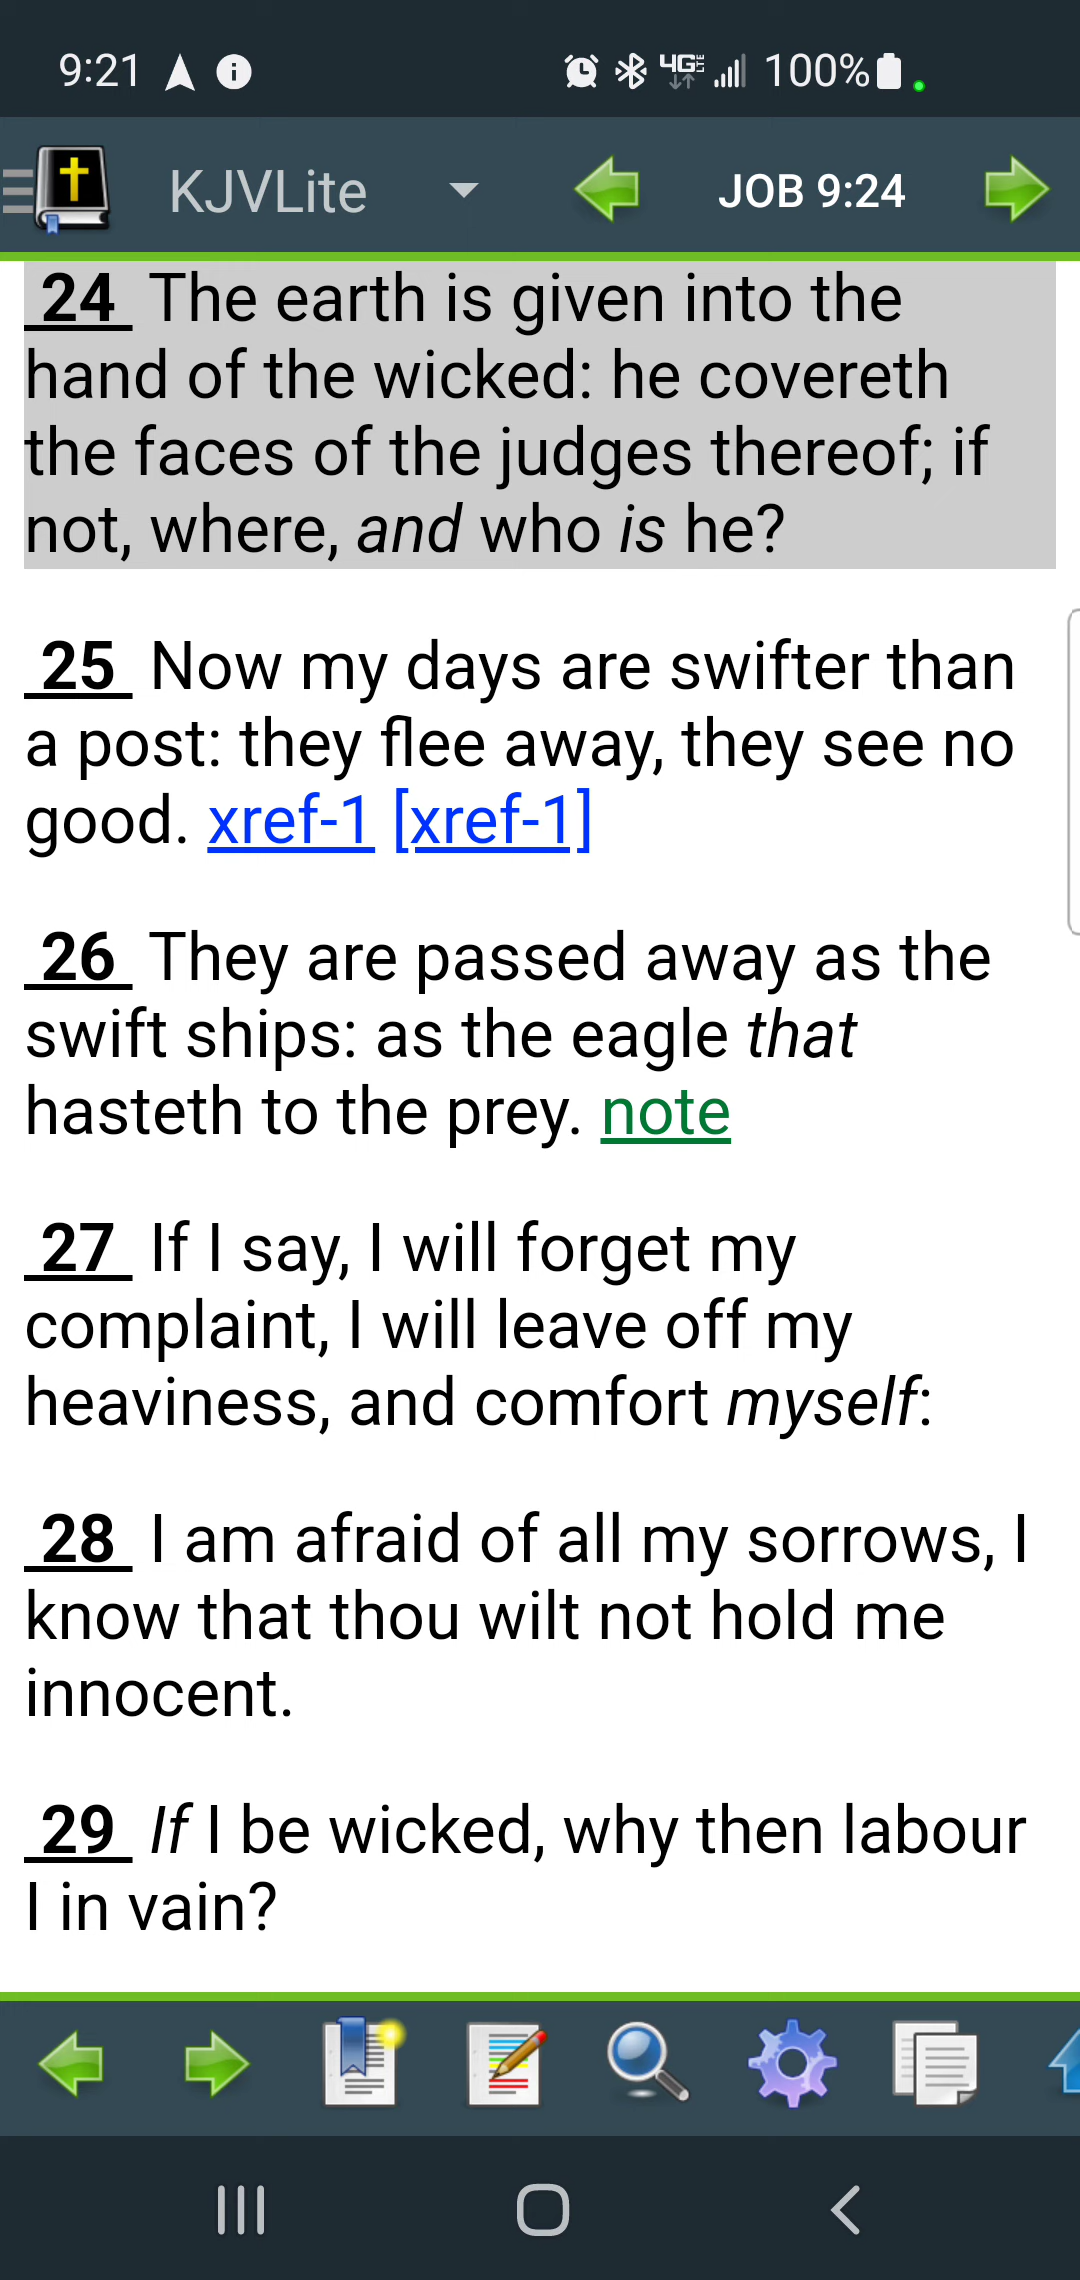 9:21 4G LTE 100%
KJVLite JOB 9:24
24 The earth is given into the
hand of the wicked: he covereth
the faces of the judges thereof; if
not, where, and who is he?
25 Now my days are swifter than
a post: they flee away, they see no
good. xref-1 [xref-1]
26 They are passed away as the
swift ships: as the eagle that
hasteth to the prey. note
27 If I say, I will forget my
complaint, I will leave off my
heaviness, and comfort myself:
28 I am afraid of all my sorrows, I
know that thou wilt not hold me
innocent.
29 If I be wicked, why then labour
I in vain?